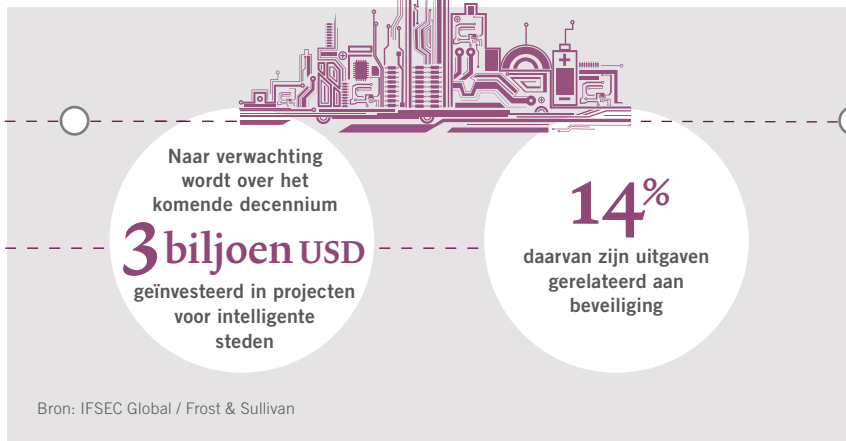 Naar verwachting
wordt over het
komende decennium
3 biljoen USD
geïnvesteerd in projecten
voor intelligente
steden
14%
daarvan zijn uitgaven
gerelateerd aan
beveiliging
Bron: IFSEC Global / Frost & Sullivan